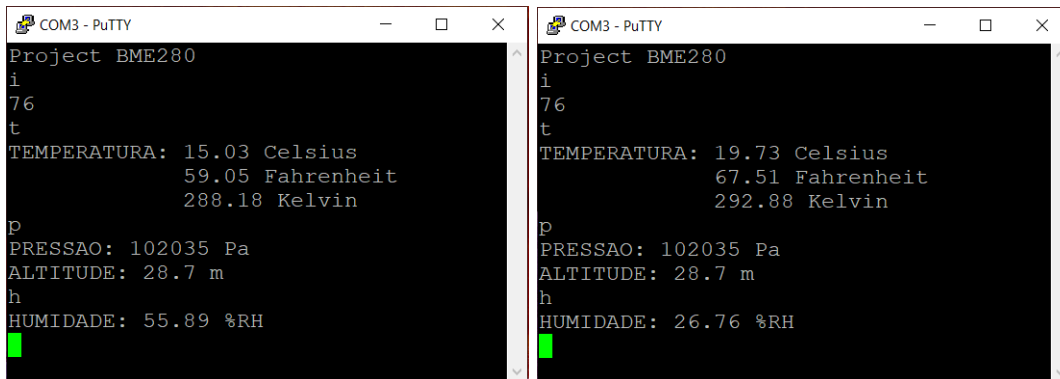 COM3 - PuTTY
Project BME280
i
76
t
TEMPERATURA: 15.03 Celsius
59.05 Fahrenheit
288.18 Kelvin
p
PRESSAO: 102035 Pa
ALTITUDE: 28.7 m
h
HUMIDADE: 55.89 %RH
COM3 - PuTTY
Project BME280
i
76
t
TEMPERATURA: 19.73 Celsius
67.51 Fahrenheit
292.88 Kelvin
p
PRESSAO: 102035 Pa
ALTITUDE: 28.7 m
h
HUMIDADE: 26.76 %RH